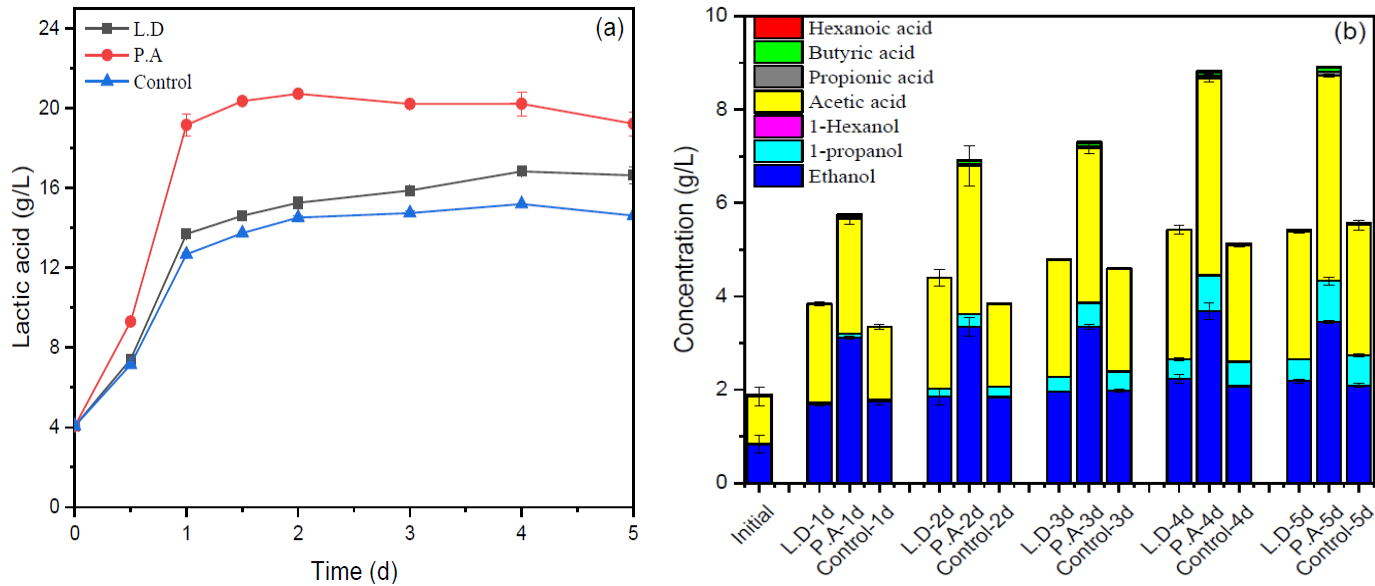 (a)
L.D
P.A
Control
24
20
16
12
8
4
0
Lactic acid (g/L)
0 1 2 3 4 5
Time (d)
(b)
Hexanoic acid
Butyric acid
Propionic acid
Acetic acid
1-Hexanol
1-propanol
Ethanol
10
8
6
4
2
0
Concentration (g/L)
Initial
L.D-1d
P.A-1d
Control-1d
L.D-2d
P.A-2d
Control-2d
L.D-3d
P.A-3d
Control-3d
L.D-4d
P.A-4d
Control-4d
L.D-5d
P.A-5d
Control-5d